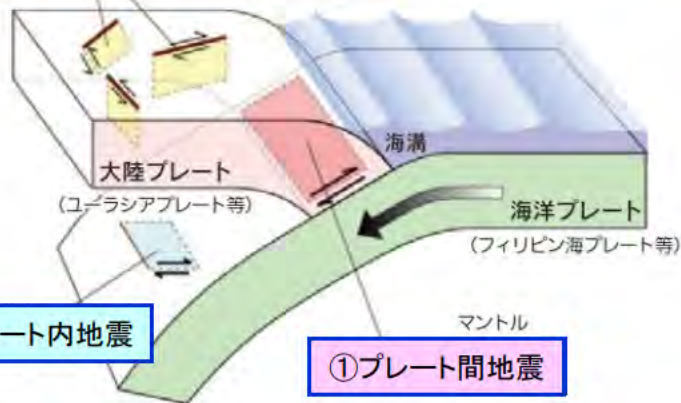 海溝
大陸プレート
(ユーラシアプレート等)
海洋プレート
(フィリピン海プレート等)
ート内地震
マントル
①プレート間地震